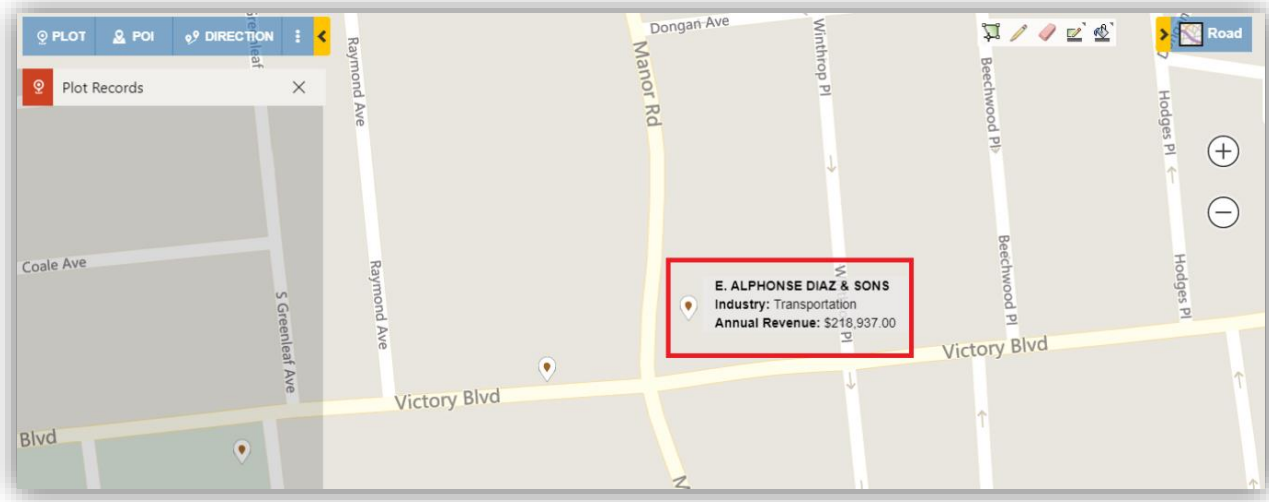 PLOT
POI
DIRECTION
Road
Plot Records
Dongan Ave
Manor Rd
Winthrop Pl
Raymond Ave
Beechwood Pl
Hodges Pl
Coale Ave
S Greenleaf Ave
Raymond Ave
E. ALPHONSE DIAZ & SONS
Industry: Transportation
Annual Revenue: $218,937.00
Beechwood Pl
Hodges Pl
Victory Blvd
Victory Blvd
Blvd